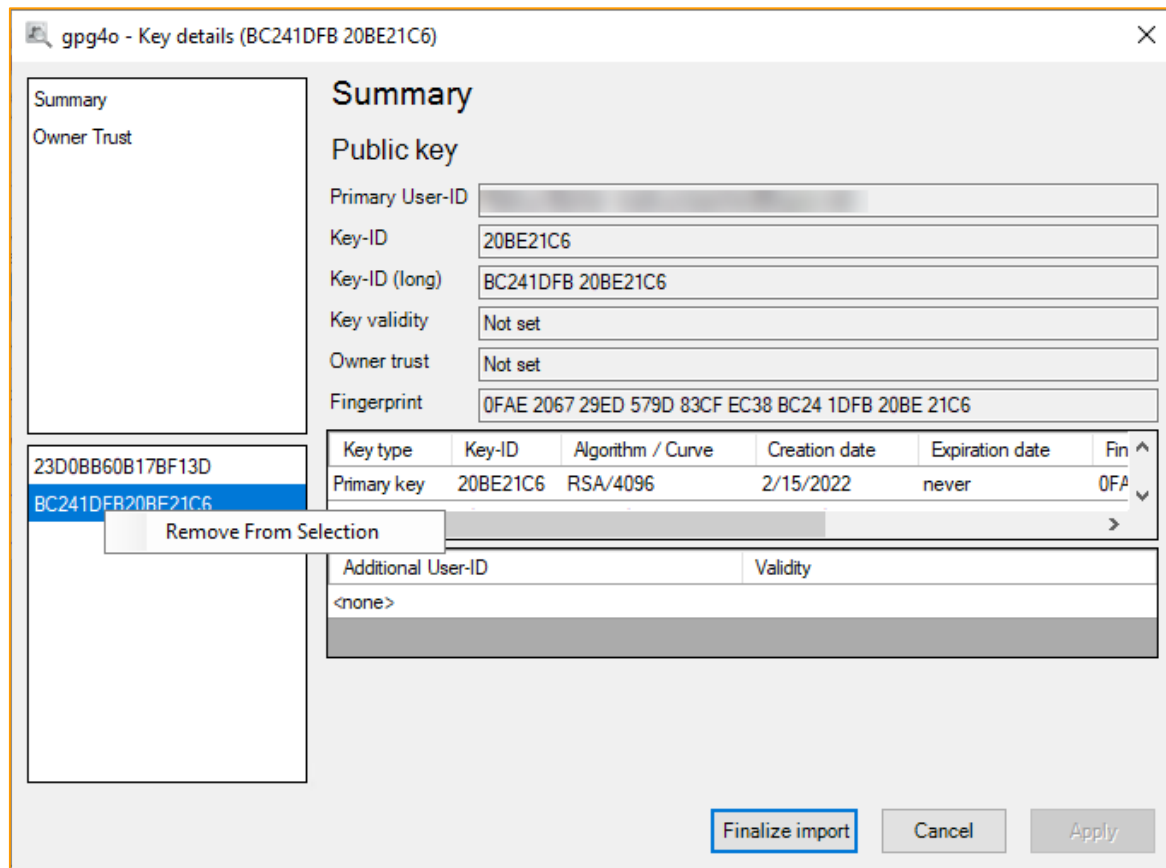 gpg4o - Key details (BC241DFB 20BE21C6)
Summary
Owner Trust
23D0BB60B17BF13D
BC241DFB20BE21C6
Remove From Selection
Summary
Public key
Primary User-ID
Key-ID 20BE21C6
Key-ID (long) BC241DFB 20BE21C6
Key validity Not set
Owner trust Not set
Fingerprint 0FAE 2067 29ED 579D 83CF EC38 BC24 1DFB 20BE 21C6
Key type Key-ID Algorithm / Curve Creation date Expiration date Fin
Primary key 20BE21C6 RSA/4096 2/15/2022 never 0FA
Additional User-ID Validity
<none>
Finalize import Cancel Apply